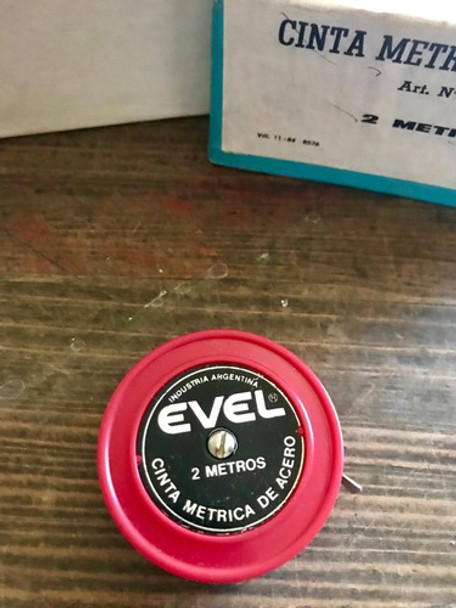 CINTA METR
Art. N
2 METR
INDUSTRIA ARGENTINA
EVEL
2 METROS
CINTA METRICA DE ACERO